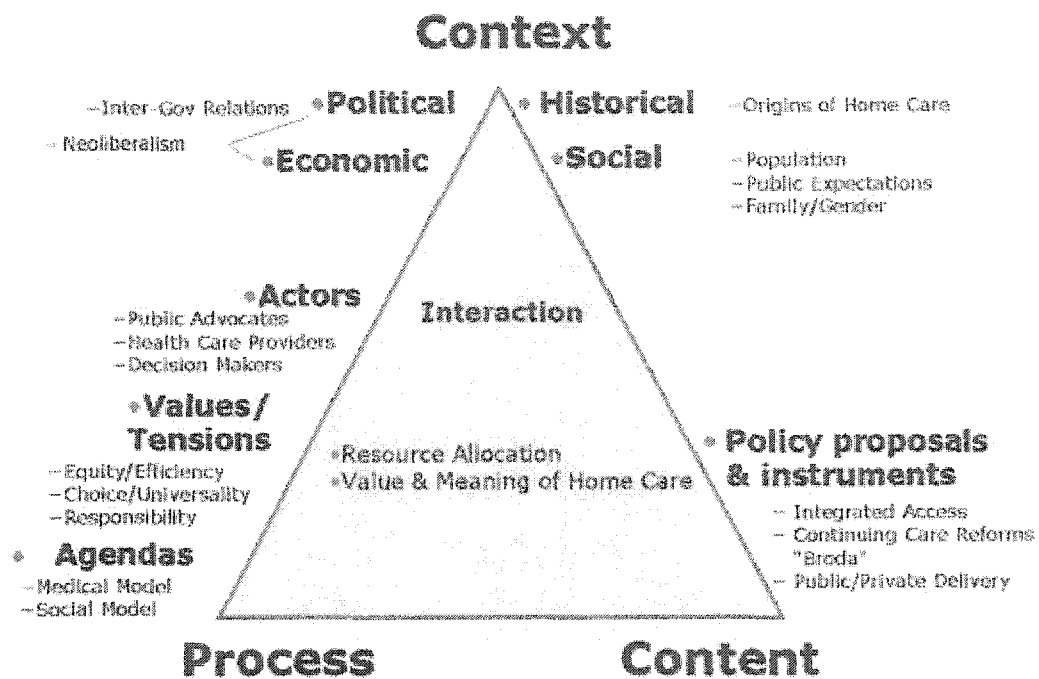 Context
–Inter-Gov Relations
– Neoliberalism
•Political
•Economic
• Historical
–Origins of Home Care
•Social
–Population
–Public Expectations
–Family/Gender
•Actors
–Public Advocates
–Health Care Providers
–Decision Makers
Interaction
•Values/
Tensions
–Equity/Efficiency
–Choice/Universality
–Responsibility
•Resource Allocation
•Value & Meaning of Home Care
• Policy proposals
& instruments
– Integrated Access
– Continuing Care Reforms
"Broda"
– Public/Private Delivery
• Agendas
–Medical Model
–Social Model
Process
Content